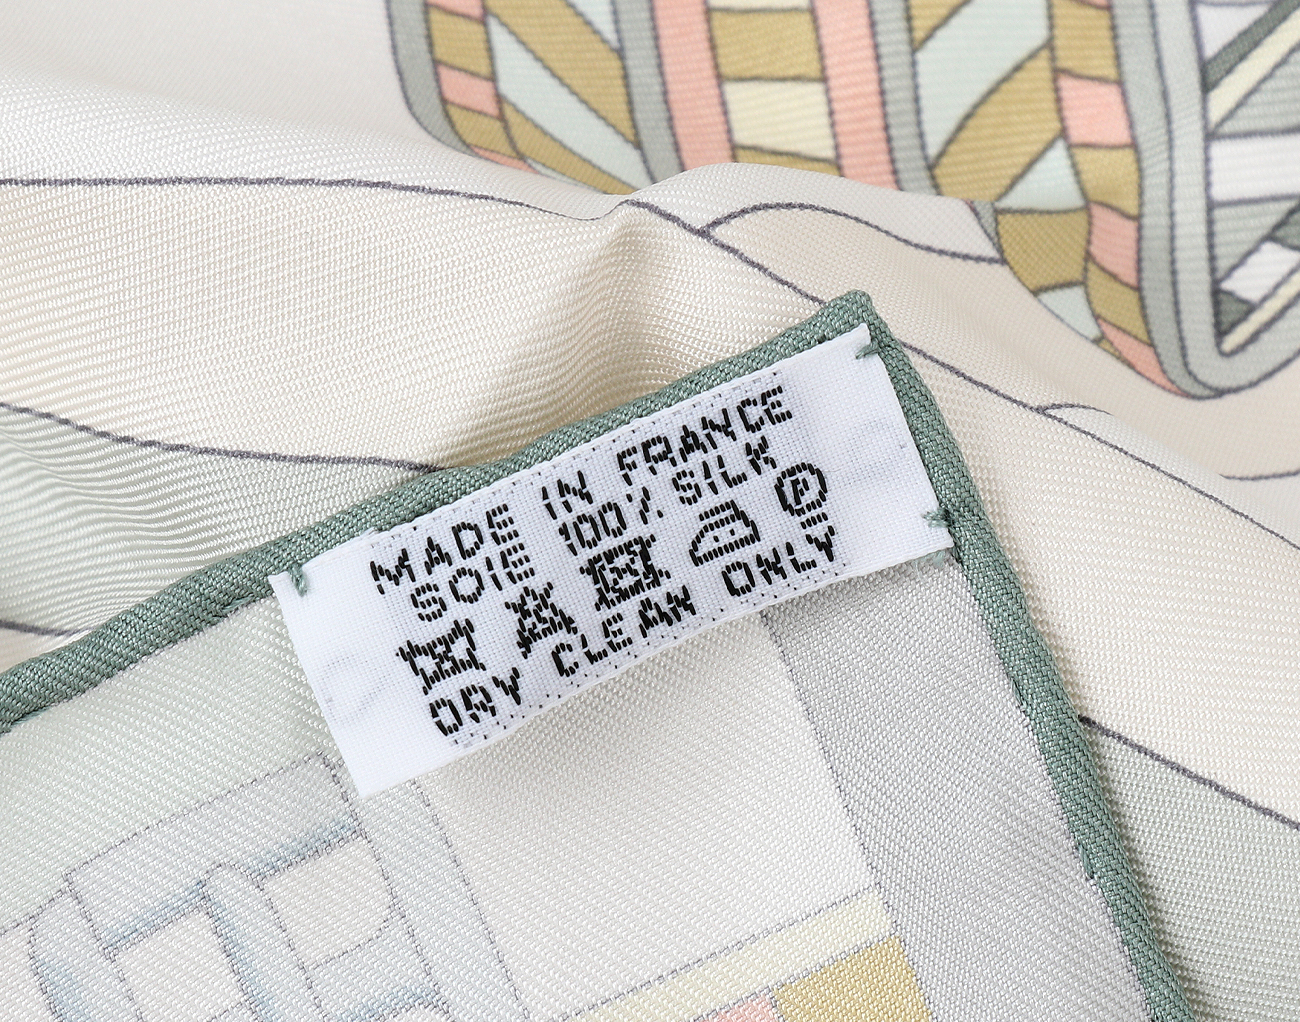 MADE IN FRANCE
SOIE 100% SILK
P
DRY CLEAN ONLY